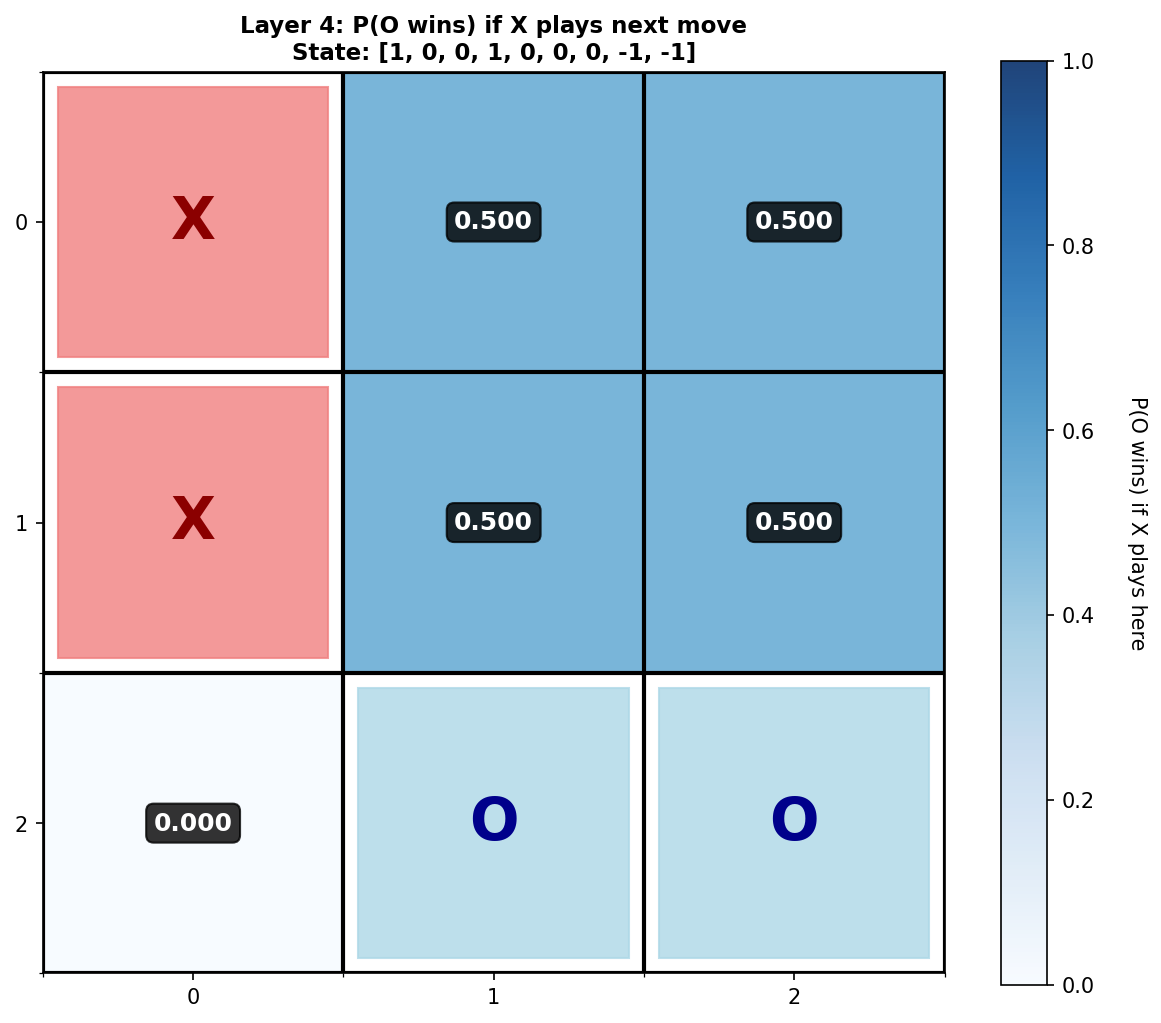 Layer 4: P(O wins) if X plays next move
State: [1, 0, 0, 1, 0, 0, 0, -1, -1]
0
X
0.500
0.500
1
X
0.500
0.500
2
0.000
O
O
0
1
2
1.0
0.8
0.6
0.4
0.2
0.0
P(O wins) if X plays here